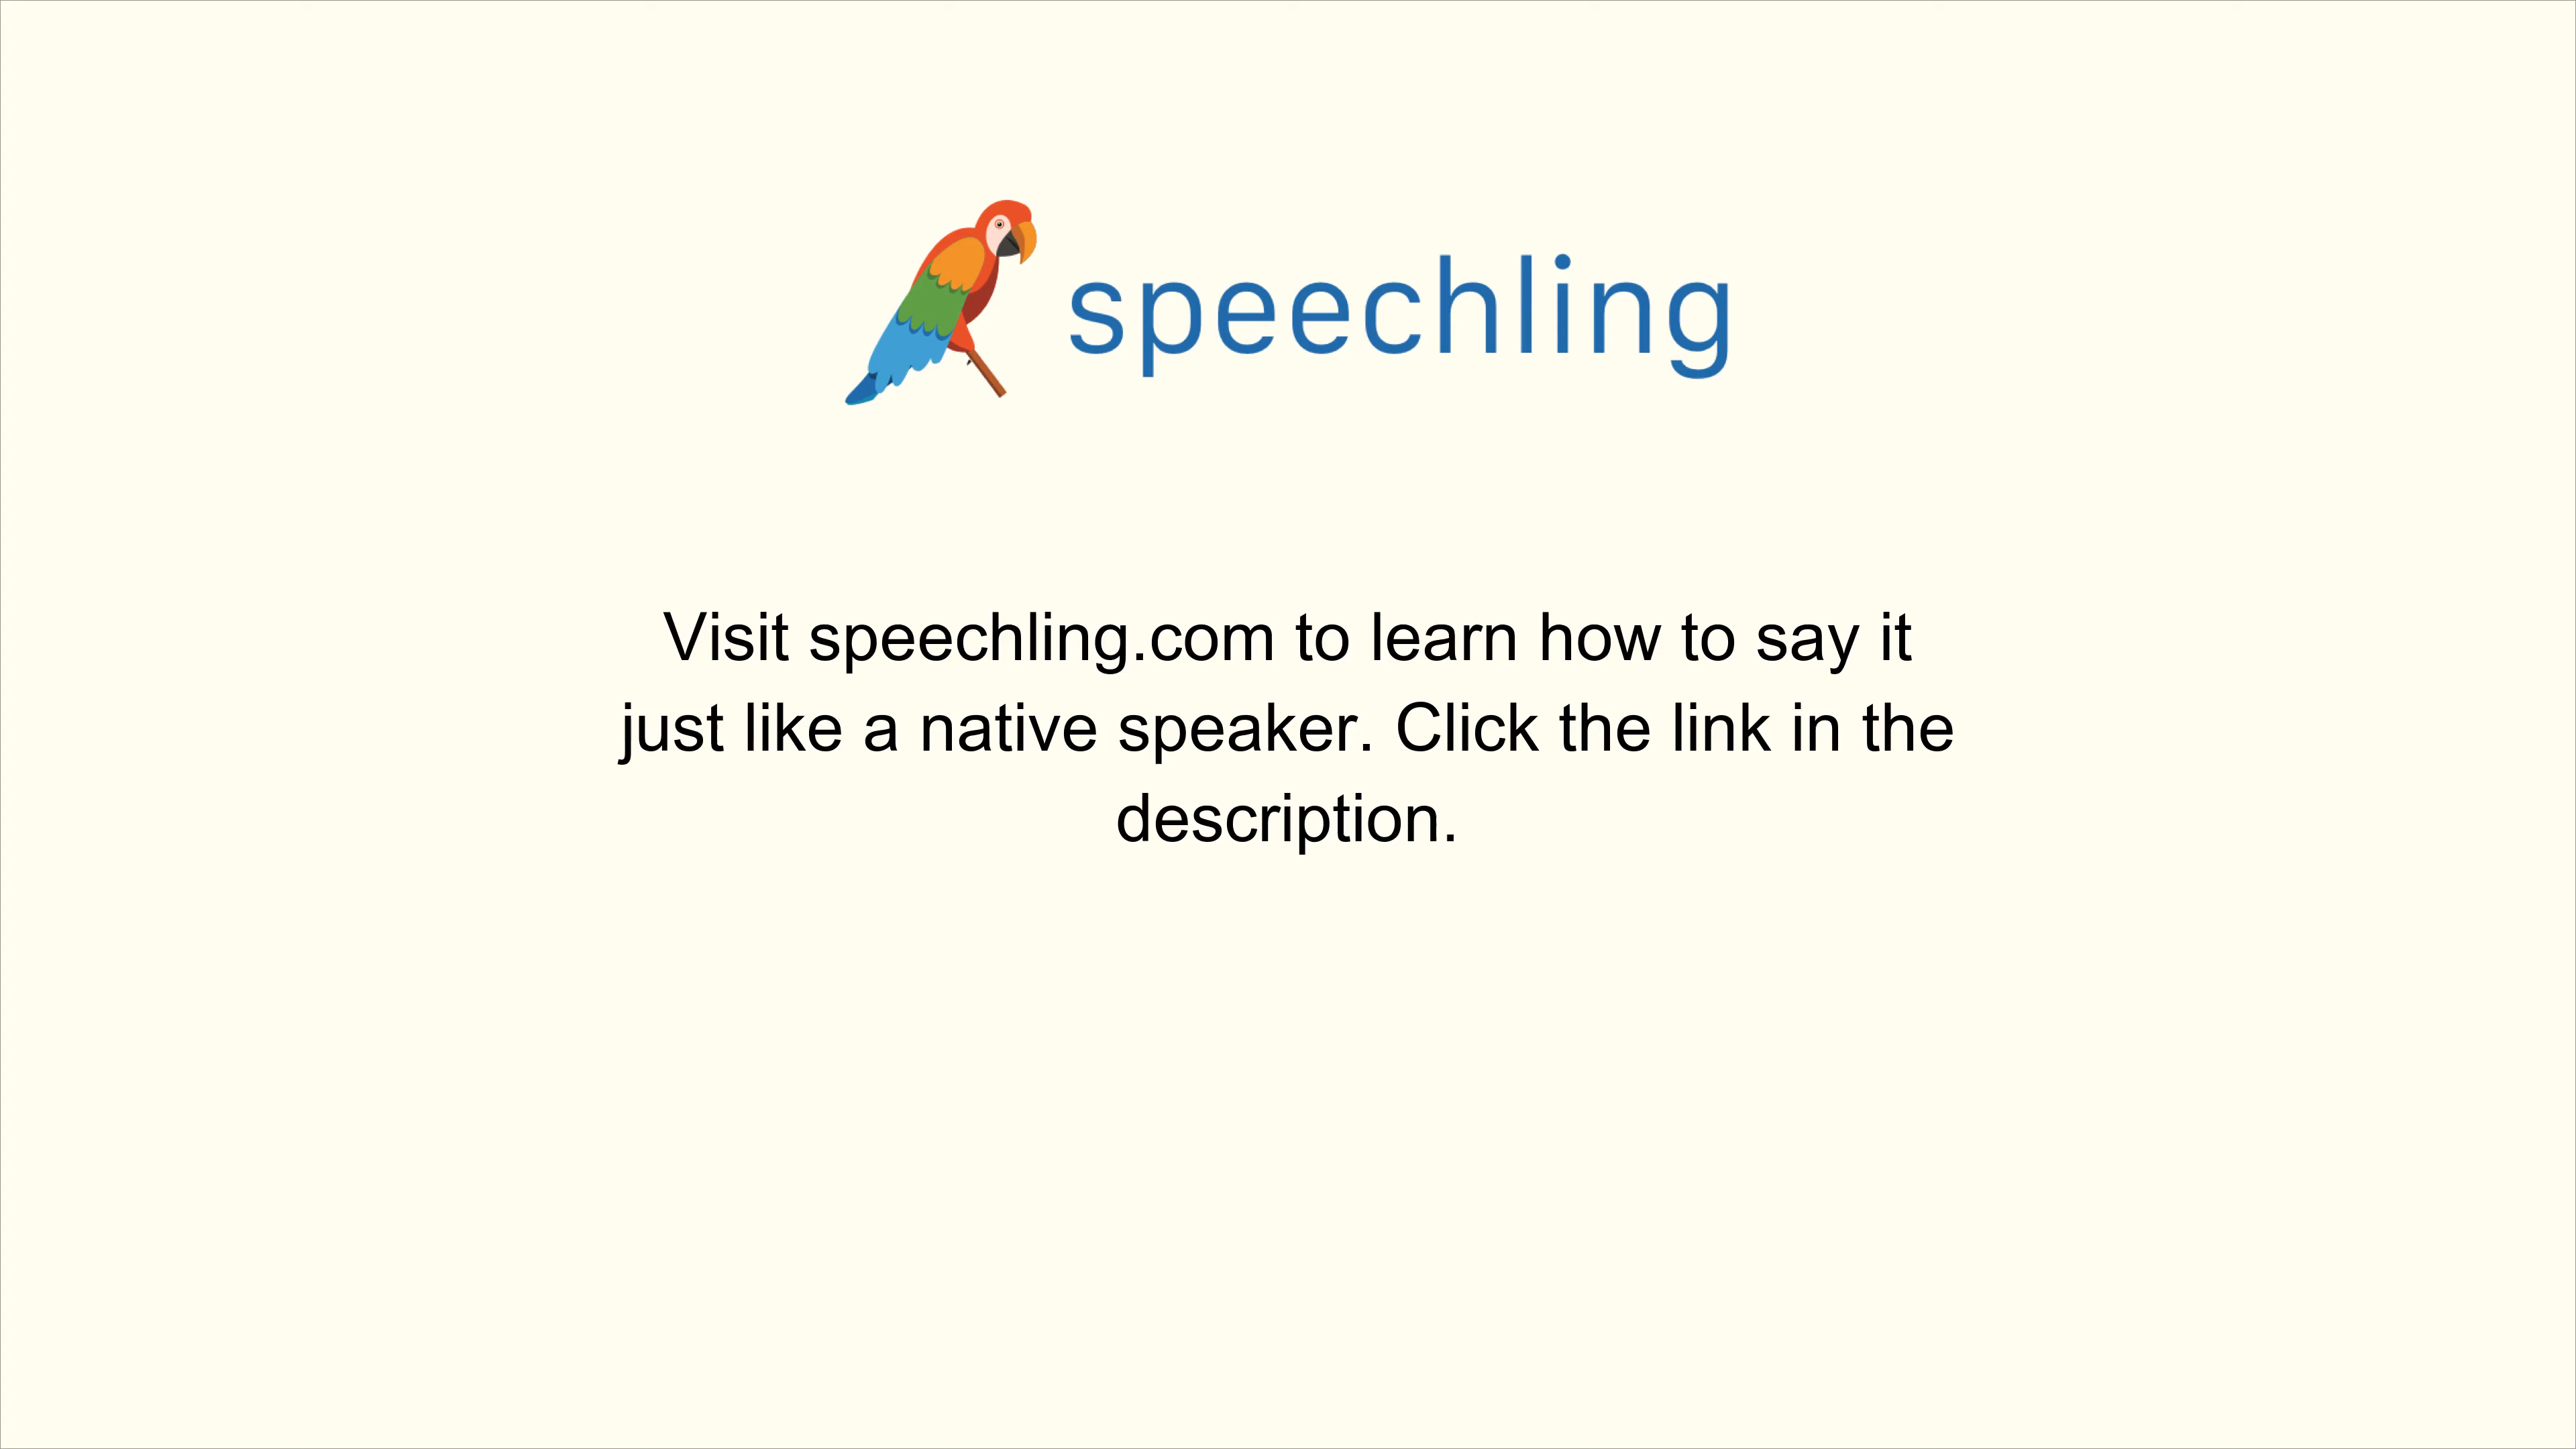 speechling
Visit speechling.com to learn how to say it
just like a native speaker. Click the link in the
description.